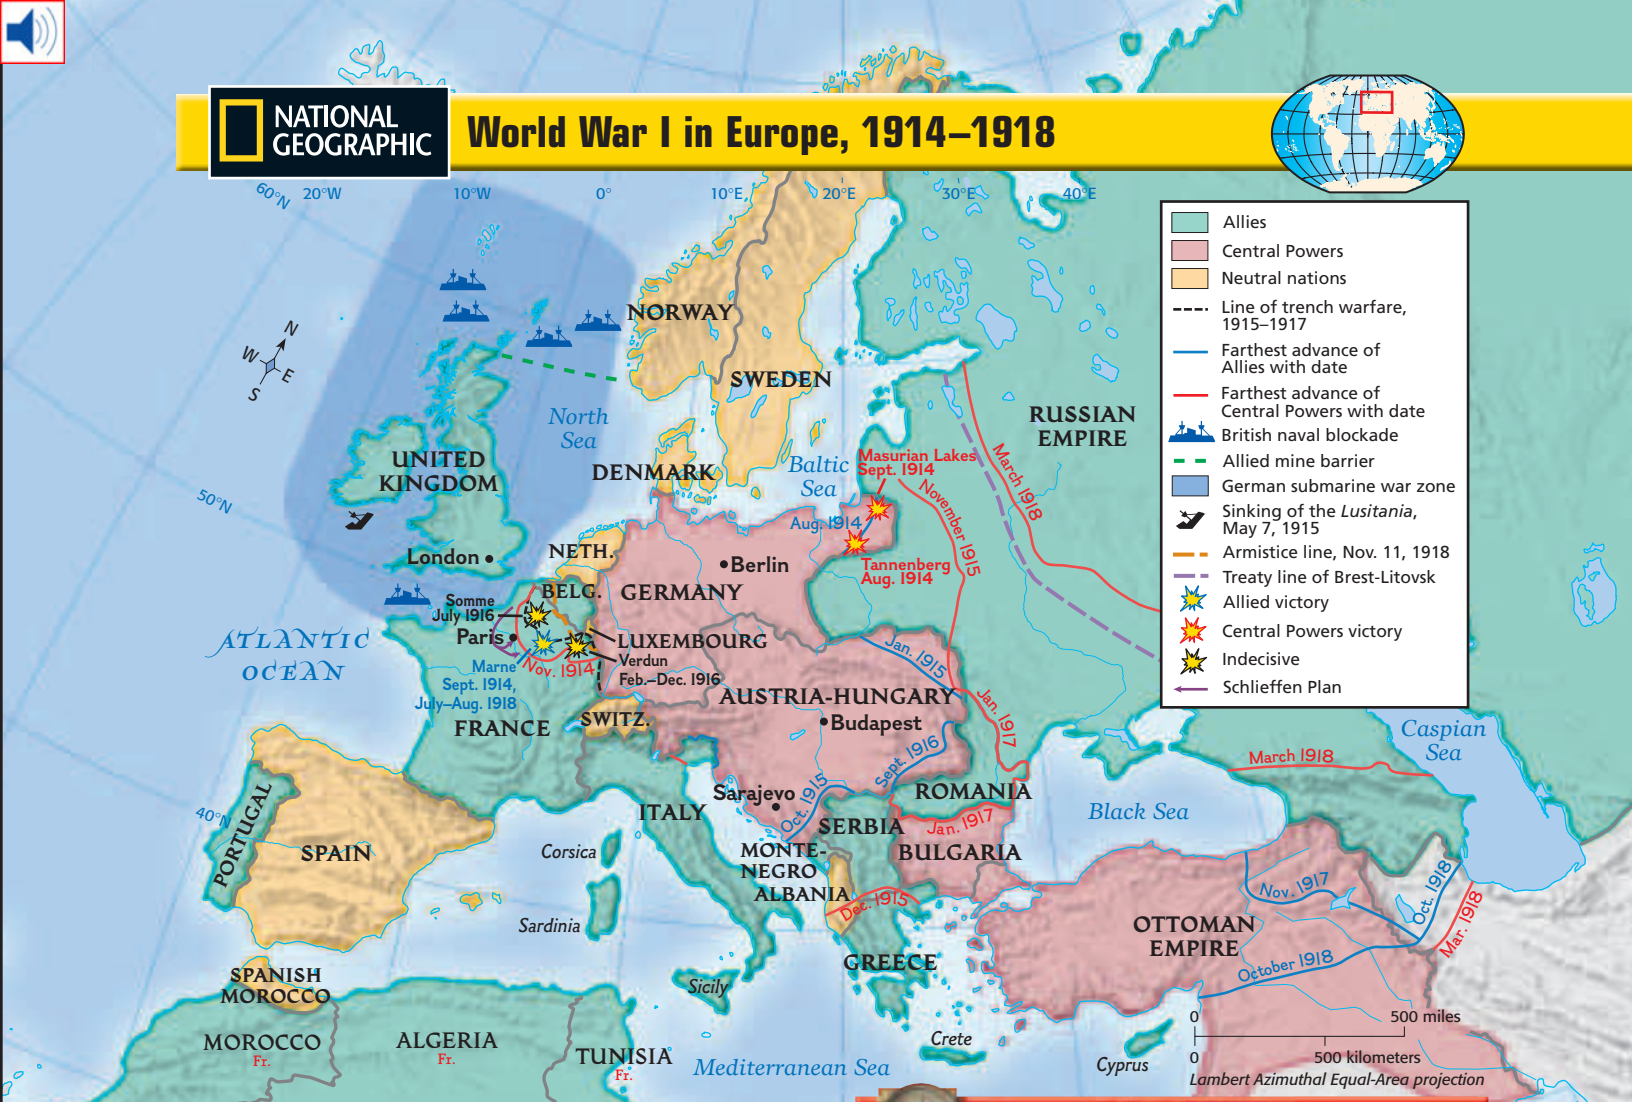 NATIONAL
GEOGRAPHIC
World War I in Europe, 1914–1918
60°N
20°W
10°W
0°
10°E
20°E
30°E
40°E
50°N
40°N
N
W
E
S
Allies
Central Powers
Neutral nations
Line of trench warfare,
1915–1917
Farthest advance of
Allies with date
Farthest advance of
Central Powers with date
British naval blockade
Allied mine barrier
German submarine war zone
Sinking of the Lusitania,
May 7, 1915
Armistice line, Nov. 11, 1918
Treaty line of Brest-Litovsk
Allied victory
Central Powers victory
Indecisive
Schlieffen Plan
NORWAY
SWEDEN
North
Sea
RUSSIAN
EMPIRE
UNITED
KINGDOM
DENMARK
Baltic
Sea
Masurian Lakes
Sept. 1914
March 1918
November 1915
Aug. 1914
Tannenberg
Aug. 1914
London
NETH.
Berlin
BELG.
GERMANY
Somme
July 1916
Paris
LUXEMBOURG
Verdun
Feb.–Dec. 1916
Nov. 1914
Marne
Sept. 1914,
July–Aug. 1918
ATLANTIC
OCEAN
Jan. 1915
AUSTRIA-HUNGARY
Budapest
Jan. 1917
FRANCE
SWITZ.
Sept. 1916
Caspian
Sea
March 1918
Sarajevo
Oct. 1915
ROMANIA
Black Sea
ITALY
SERBIA
Jan. 1917
BULGARIA
PORTUGAL
SPAIN
Corsica
MONTE-
NEGRO
ALBANIA
Dec. 1915
Nov. 1917
Oct. 1918
Mar. 1918
Sardinia
OTTOMAN
EMPIRE
GREECE
October 1918
SPANISH
MOROCCO
Sicily
MOROCCO
Fr.
ALGERIA
Fr.
TUNISIA
Fr.
Mediterranean Sea
Crete
Cyprus
0
500 miles
0
500 kilometers
Lambert Azimuthal Equal-Area projection